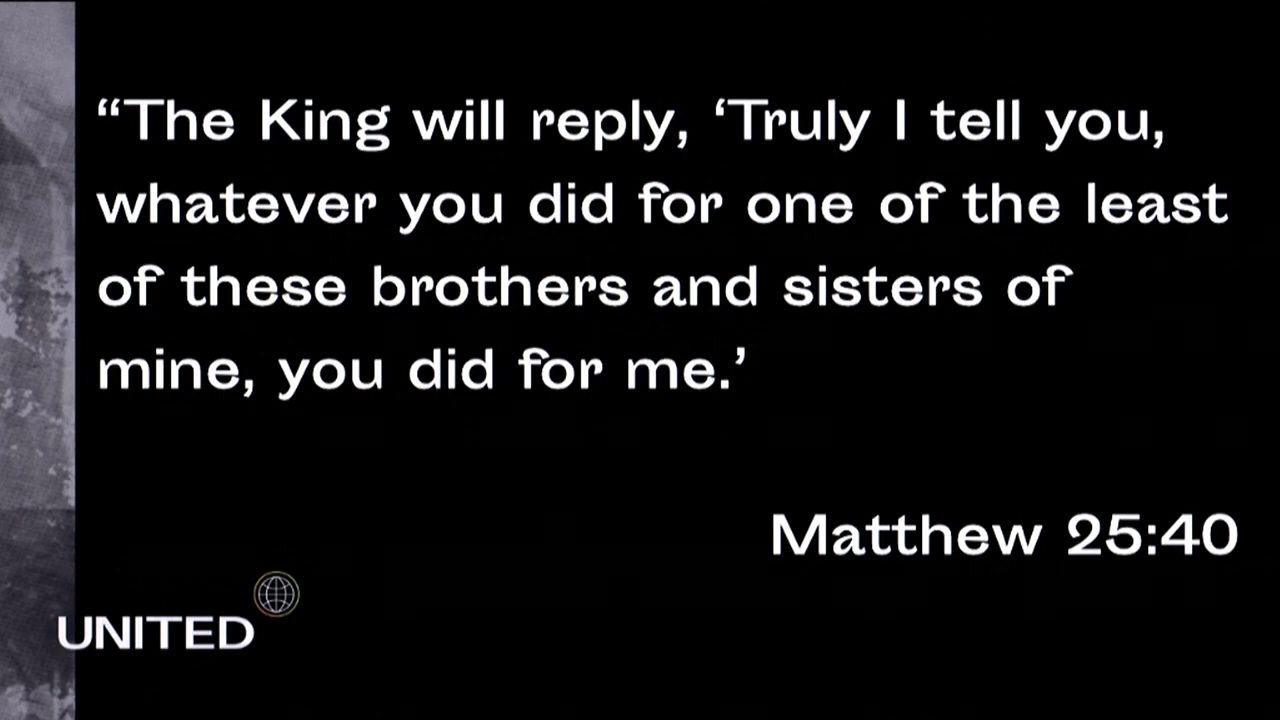 “The King will reply, ‘Truly I tell you,
whatever you did for one of the least
of these brothers and sisters of
mine, you did for me.’
Matthew 25:40
UNITED